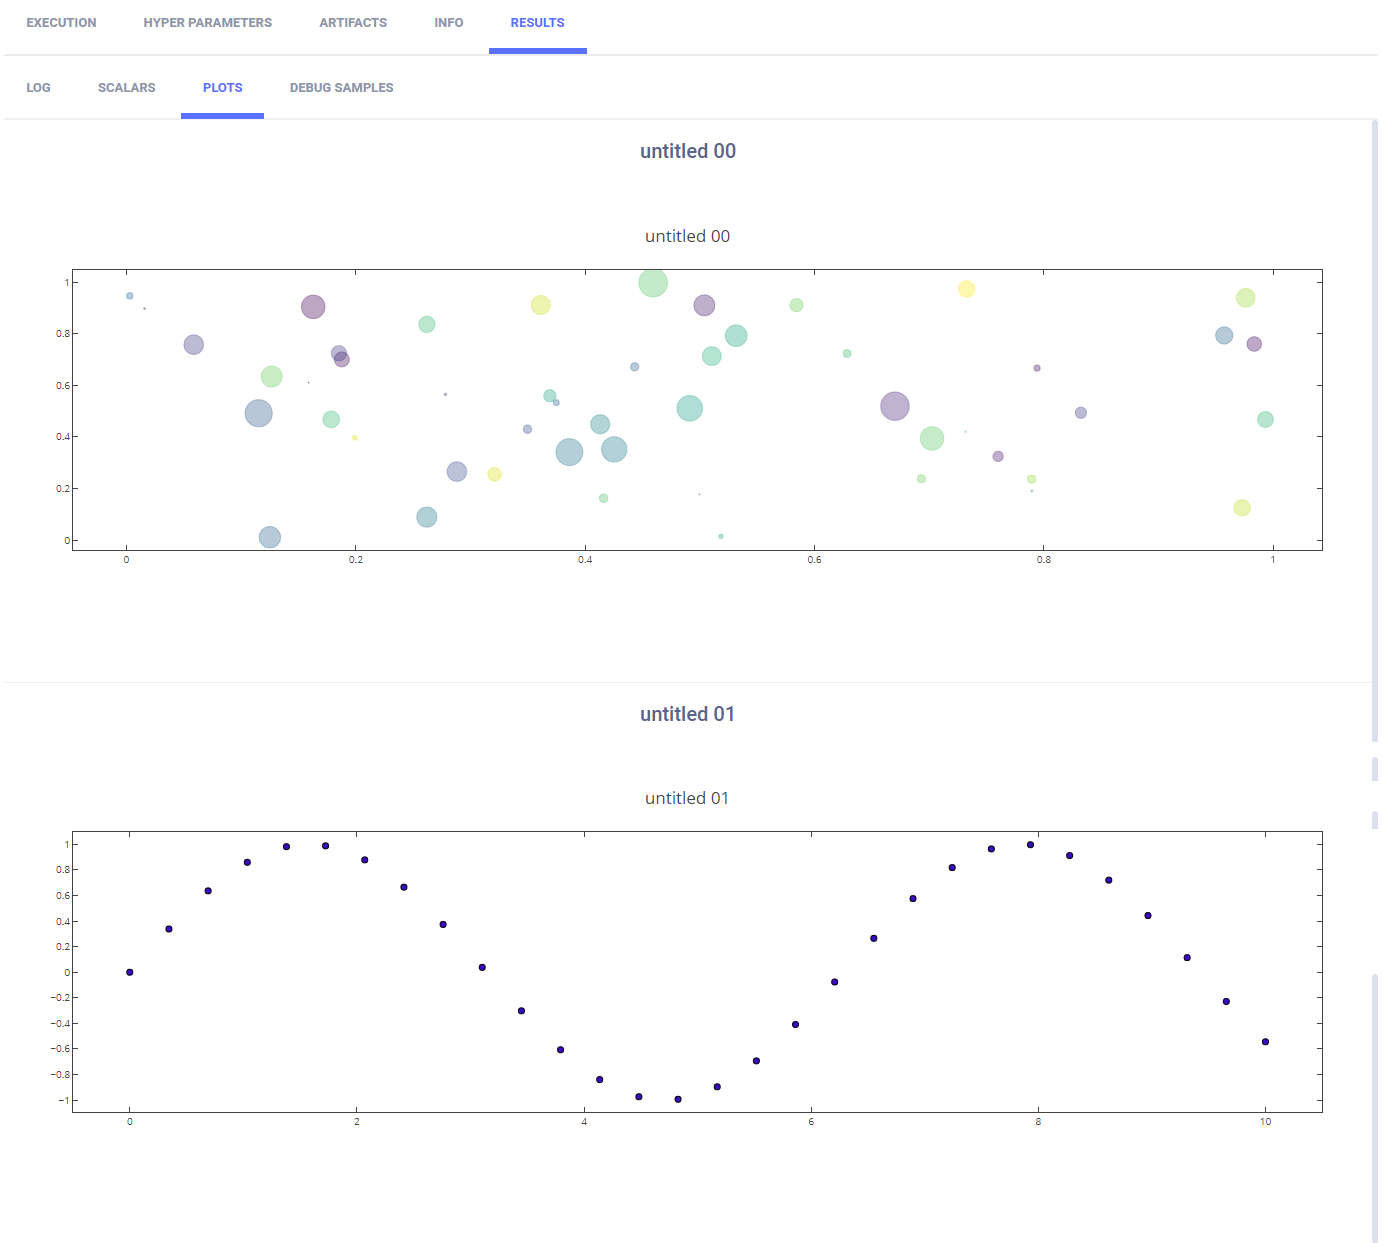 EXECUTION HYPER PARAMETERS ARTIFACTS INFO RESULTS
LOG SCALARS PLOTS DEBUG SAMPLES
untitled 00
untitled 00
1
0.8
0.6
0.4
0.2
0
0 0.2 0.4 0.6 0.8 1
untitled 01
untitled 01
1
0.8
0.6
0.4
0.2
0
−0.2
−0.4
−0.6
−0.8
−1
0 2 4 6 8 10